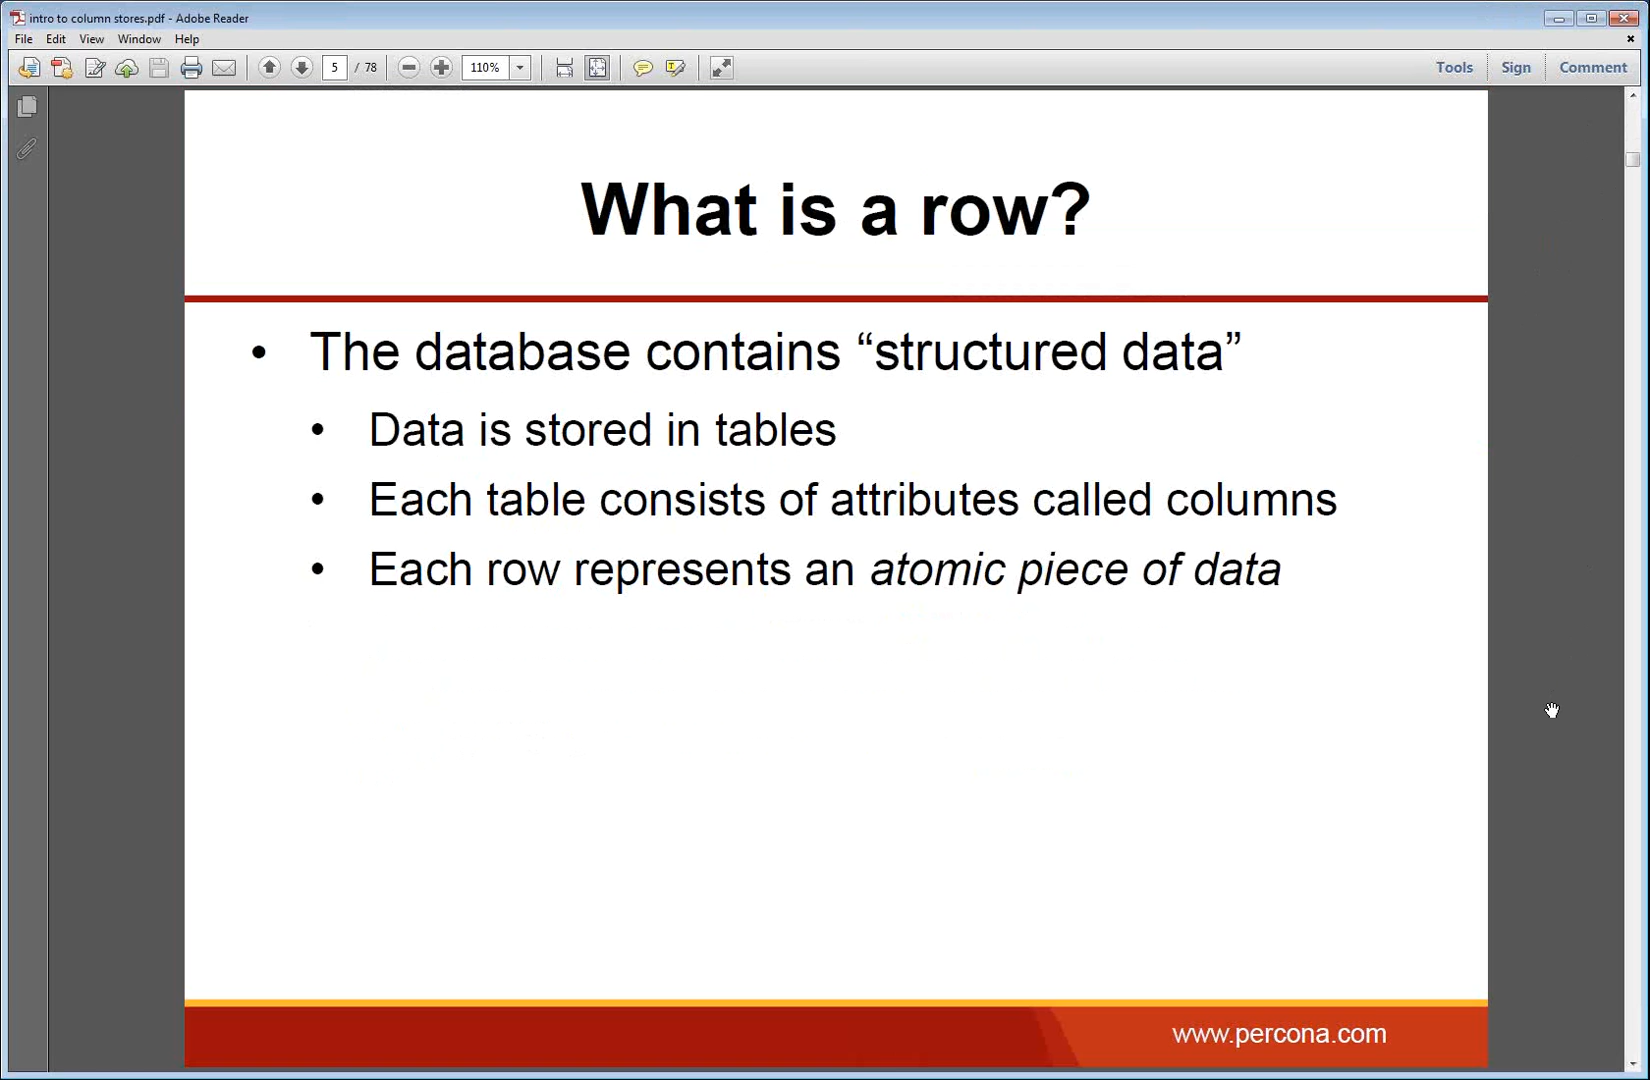 intro to column stores.pdf - Adobe Reader
File Edit View Window Help
5 / 78 110% Tools Sign Comment
What is a row?
• The database contains “structured data”
• Data is stored in tables
• Each table consists of attributes called columns
• Each row represents an atomic piece of data
www.percona.com